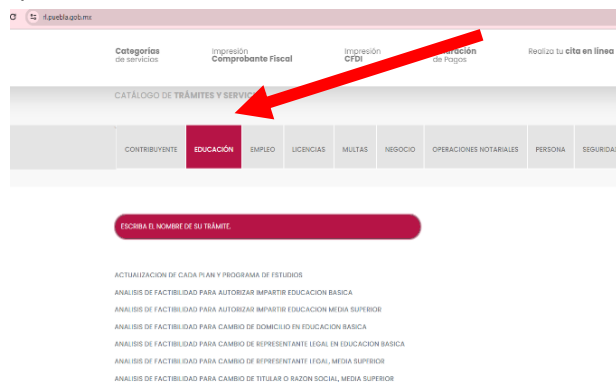 rl.puebla.gob.mx
Categorías
de servicios
Impresión
Comprobante Fiscal
Impresión
CFDI
de Pagos
Realiza tu cita en línea
CATÁLOGO DE TRÁMITES Y
CONTRIBUYENTE EDUCACIÓN EMPLEO LICENCIAS MULTAS NEGOCIO OPERACIONES NOTARIALES PERSONA SEGURIDAD
ESCRIBA EL NOMBRE DE SU TRÁMITE.
ACTUALIZACION DE CADA PLAN Y PROGRAMA DE ESTUDIOS
ANALISIS DE FACTIBILIDAD PARA AUTORIZAR IMPARTIR EDUCACION BASICA
ANALISIS DE FACTIBILIDAD PARA AUTORIZAR IMPARTIR EDUCACION MEDIA SUPERIOR
ANALISIS DE FACTIBILIDAD PARA CAMBIO DE DOMICILIO EN EDUCACION BASICA
ANALISIS DE FACTIBILIDAD PARA CAMBIO DE REPRESENTANTE LEGAL EN EDUCACION BASICA
ANALISIS DE FACTIBILIDAD PARA CAMBIO DE REPRESENTANTE LEGAL, MEDIA SUPERIOR
ANALISIS DE FACTIBILIDAD PARA CAMBIO DE TITULAR O RAZON SOCIAL, MEDIA SUPERIOR